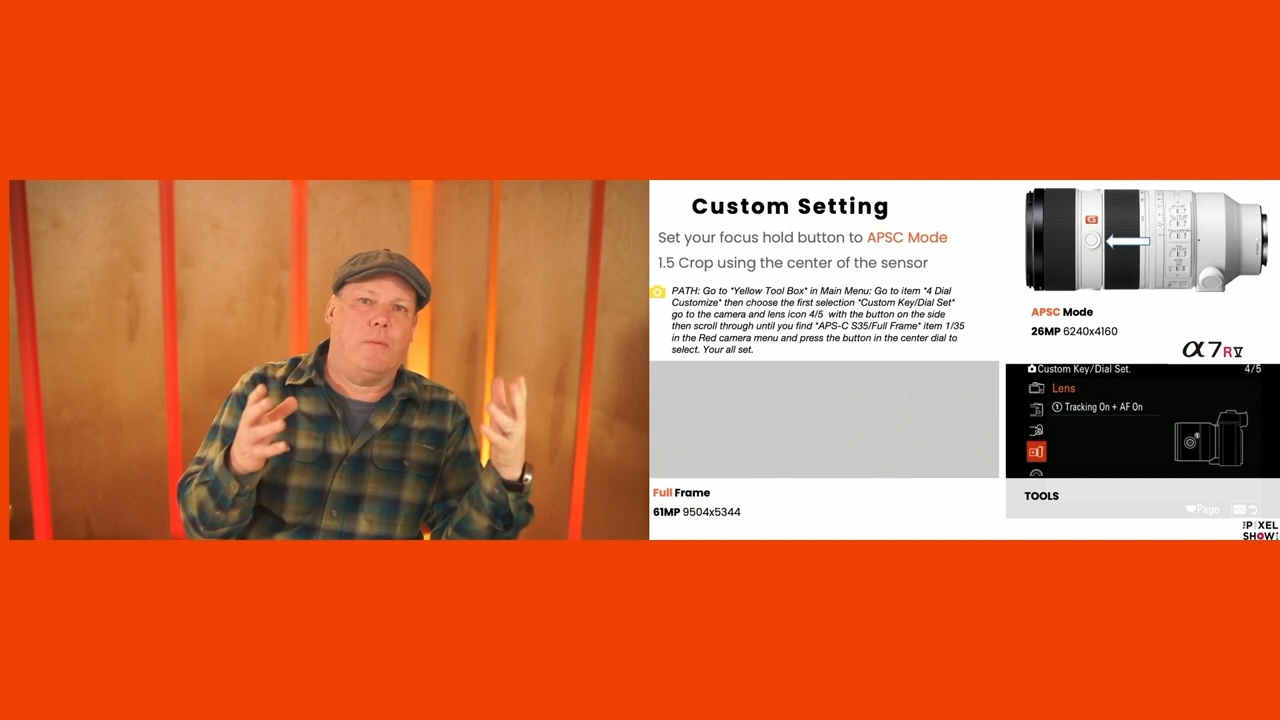 Custom Setting
Set your focus hold button to APSC Mode
1.5 Crop using the center of the sensor
PATH: Go to *Yellow Tool Box* in Main Menu: Go to item *4 Dial
Customize* then choose the first selection *Custom Key/Dial Set*
go to the camera and lens icon 4/5 with the button on the side
then scroll through until you find *APS-C S35/Full Frame* item 1/35
in the Red camera menu and press the button in the center dial to
select. Your all set.
Full Frame
61MP 9504x5344
G
APSC Mode
26MP 6240x4160
α7RV
Custom Key/Dial Set. 4/5
Lens
① Tracking On + AF On
TOOLS
Page
THE PIXEL
SHOW